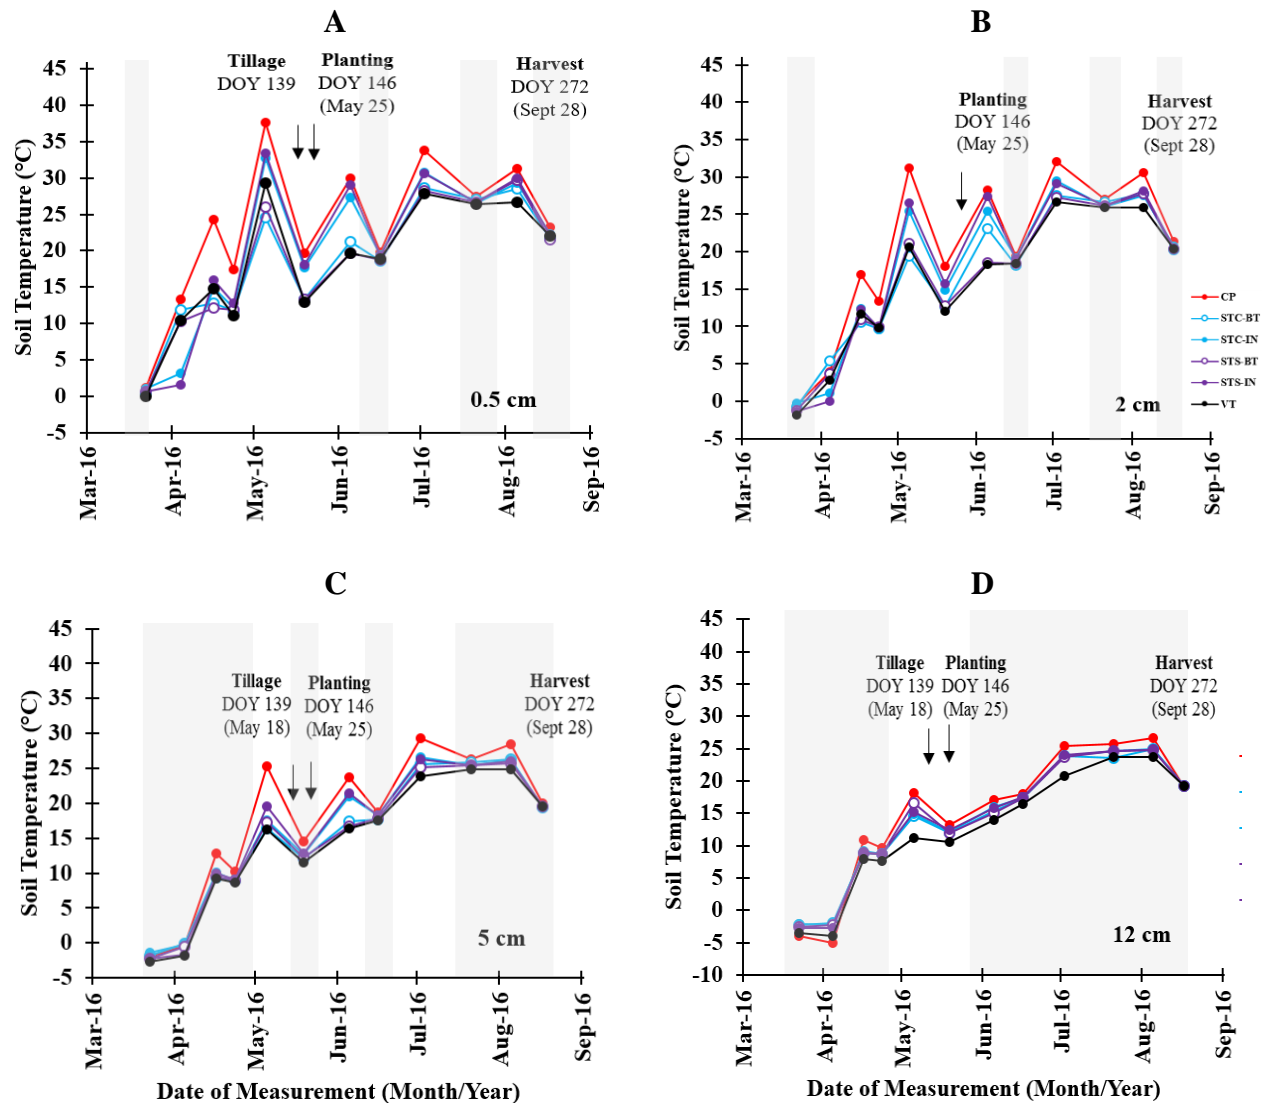 A
Tillage
DOY 139
Planting
DOY 146
(May 25)
Harvest
DOY 272
(Sept 28)
Soil Temperature (°C)
45
40
35
30
25
20
15
10
5
0
-5
0.5 cm
Mar-16
Apr-16
May-16
Jun-16
Jul-16
Aug-16
Sep-16
B
Planting
DOY 146
(May 25)
Harvest
DOY 272
(Sept 28)
Soil Temperature (°C)
45
40
35
30
25
20
15
10
5
0
-5
CP
STC-BT
STC-IN
STS-BT
STS-IN
VT
2 cm
Mar-16
Apr-16
May-16
Jun-16
Jul-16
Aug-16
Sep-16
C
Tillage
DOY 139
(May 18)
Planting
DOY 146
(May 25)
Harvest
DOY 272
(Sept 28)
Soil Temperature (°C)
45
40
35
30
25
20
15
10
5
0
-5
5 cm
Mar-16
Apr-16
May-16
Jun-16
Jul-16
Aug-16
Sep-16
Date of Measurement (Month/Year)
D
Tillage
DOY 139
(May 18)
Planting
DOY 146
(May 25)
Harvest
DOY 272
(Sept 28)
Soil Temperature (°C)
45
40
35
30
25
20
15
10
5
0
-5
-10
12 cm
Mar-16
Apr-16
May-16
Jun-16
Jul-16
Aug-16
Sep-16
Date of Measurement (Month/Year)